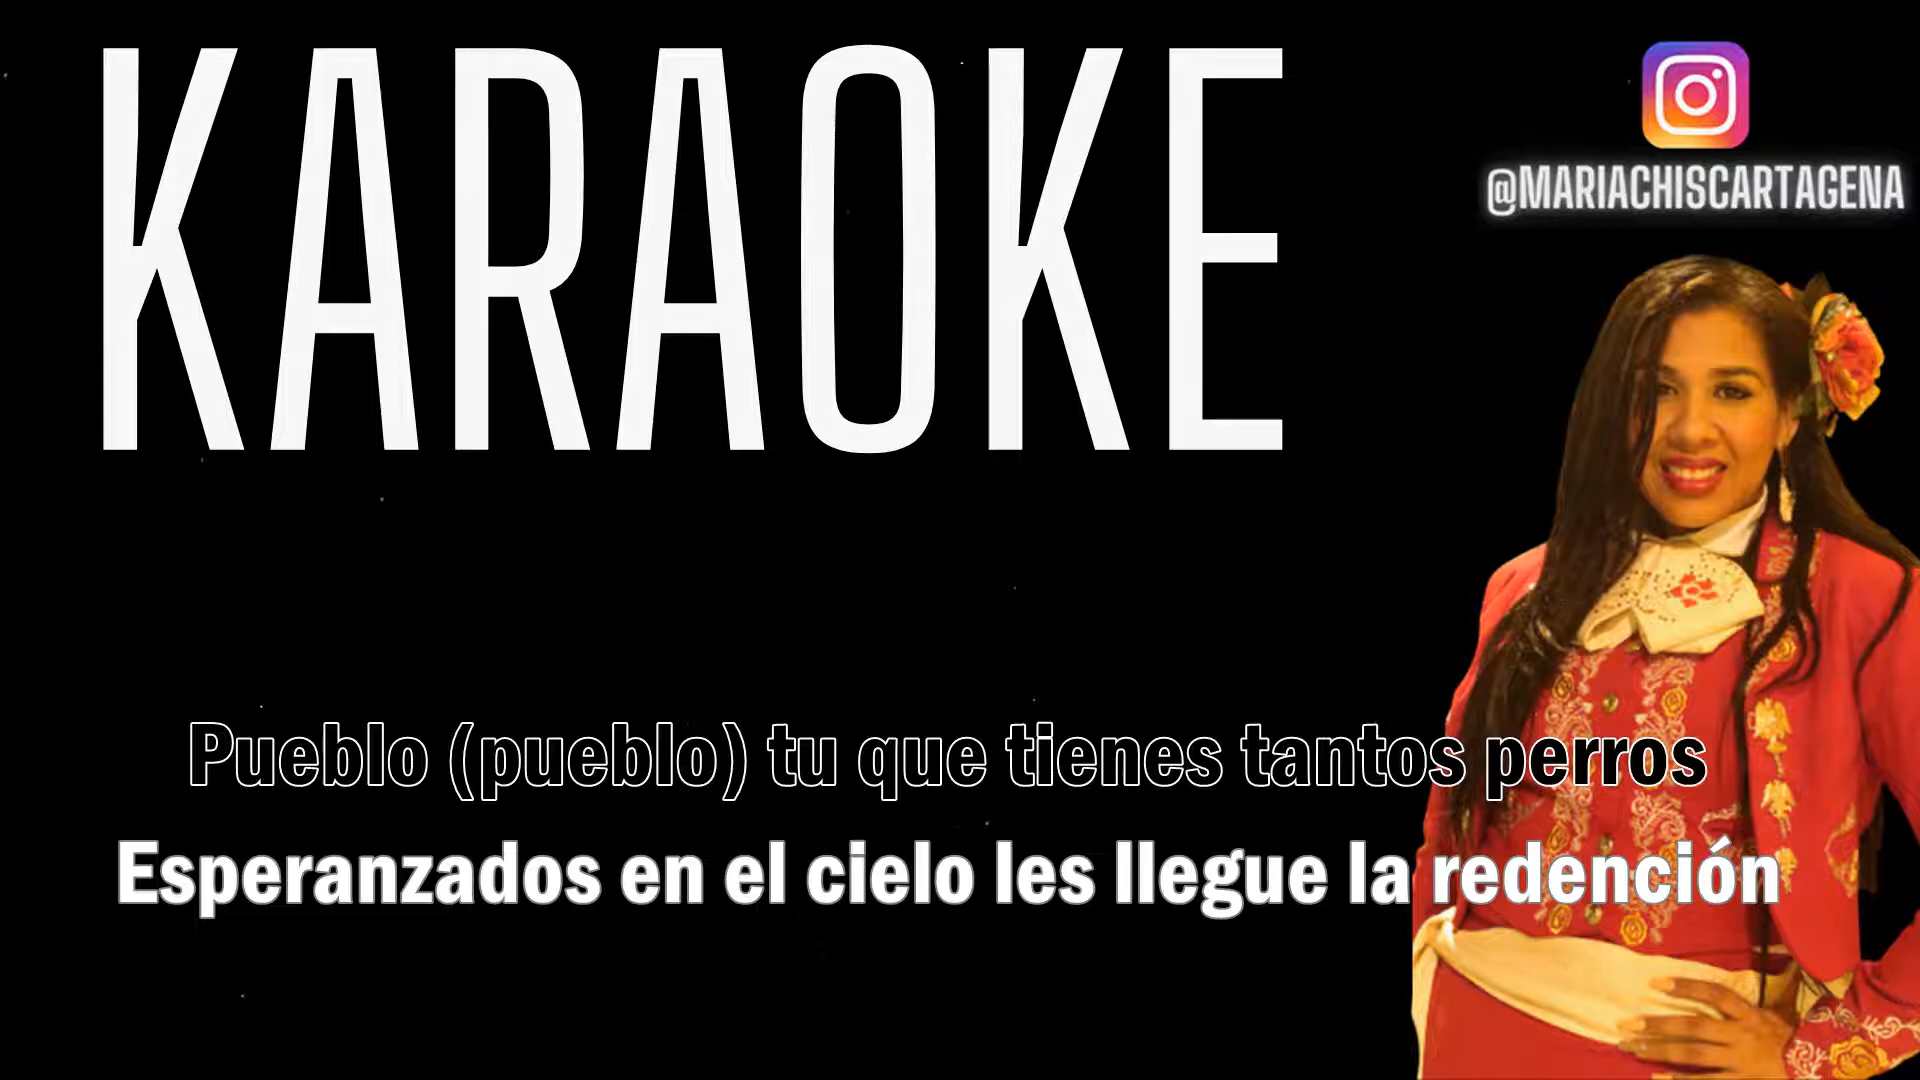 KARAOKE
@MARIACHISCARTAGENA
Pueblo (pueblo) tu que tienes tantos perros
Esperanzados en el cielo les llegue la redención